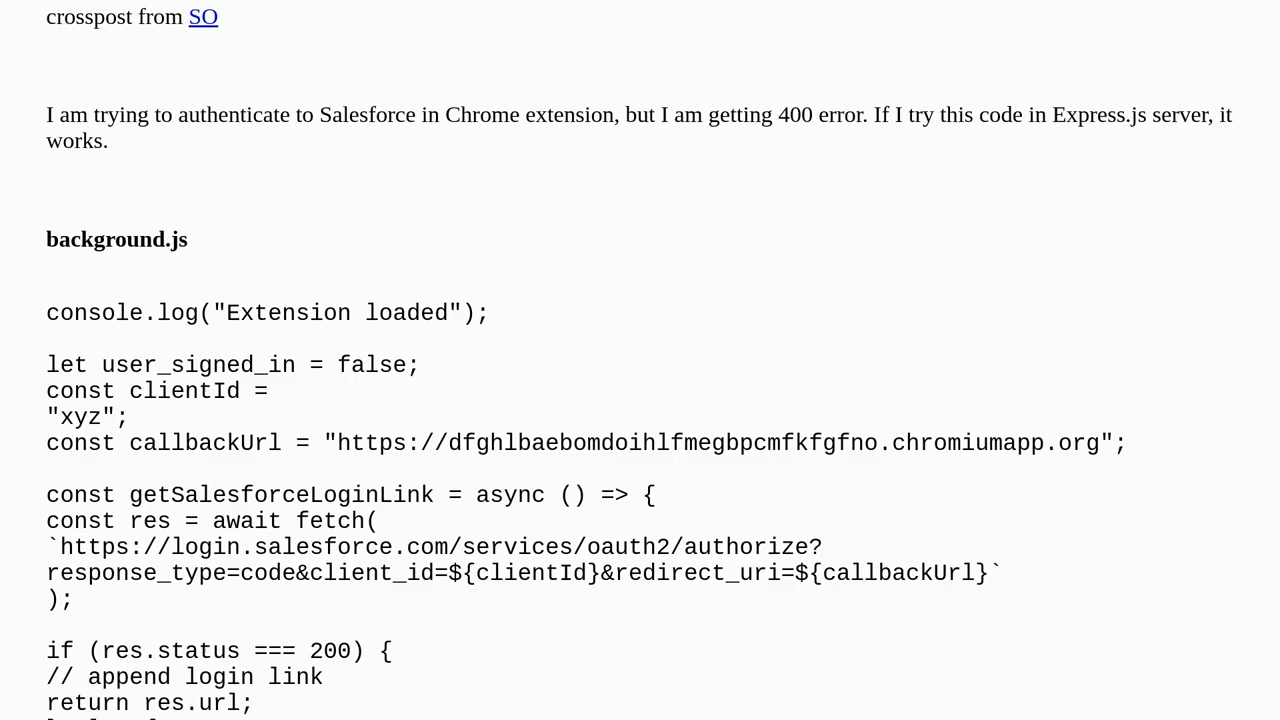 crosspost from SO
I am trying to authenticate to Salesforce in Chrome extension, but I am getting 400 error. If I try this code in Express.js server, it
works.
background.js
console.log("Extension loaded");
let user_signed_in = false;
const clientId =
"xyz";
const callbackUrl = "https://dfghlbaebomdoihlfmegbpcmfkfgfno.chromiumapp.org";
const getSalesforceLoginLink = async () => {
const res = await fetch(
`https://login.salesforce.com/services/oauth2/authorize?
response_type=code&client_id=${clientId}&redirect_uri=${callbackUrl}`
);
if (res.status === 200) {
// append login link
return res.url;